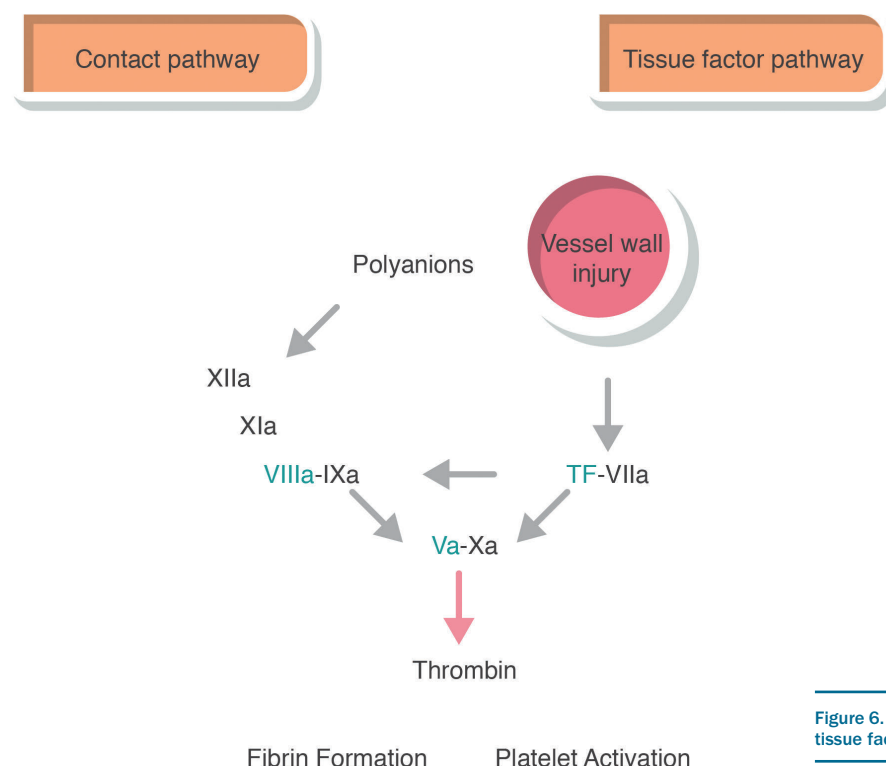 Contact pathway
Tissue factor pathway
Vessel wall
injury
Polyanions
XIIa
XIa
VIIIa-IXa
TF-VIIa
Va-Xa
Thrombin
Figure 6.
tissue fac
Fibrin Formation
Platelet Activation